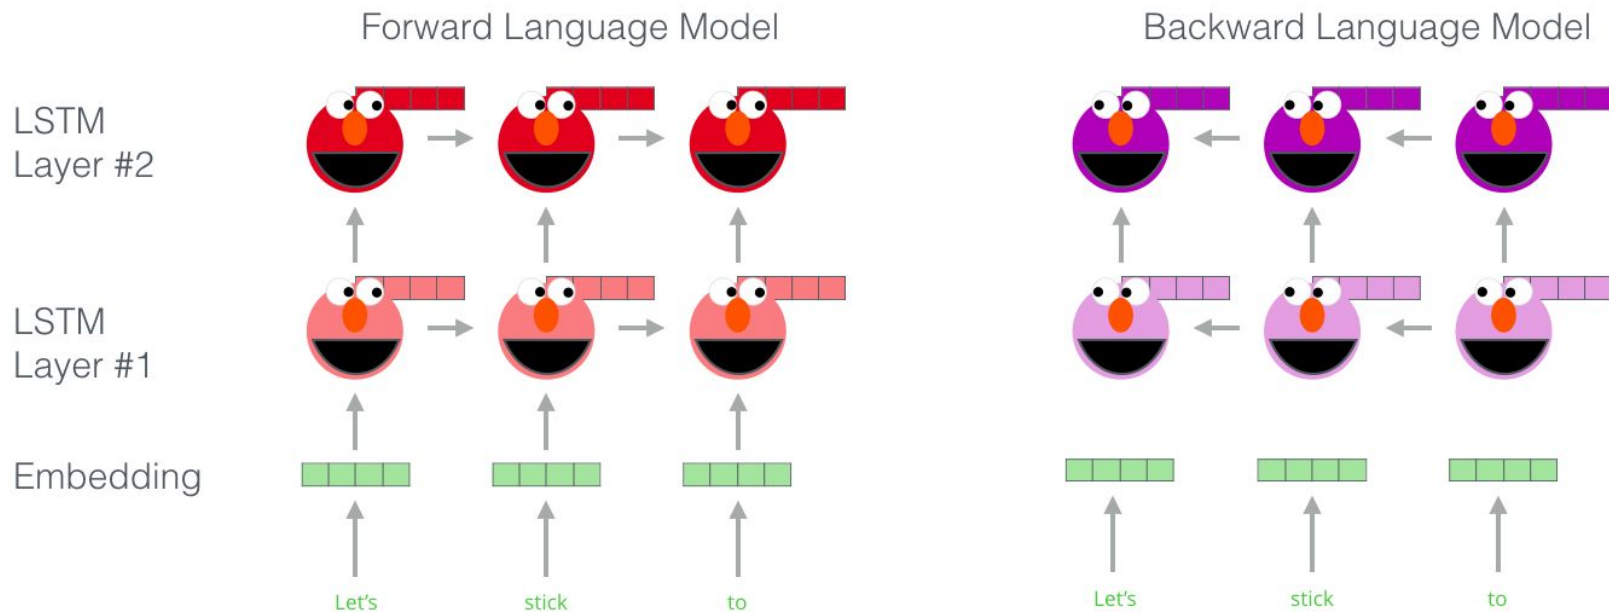 Forward Language Model
Backward Language Model
LSTM
Layer #2
LSTM
Layer #1
Embedding
Let's
stick
to
Let's
stick
to